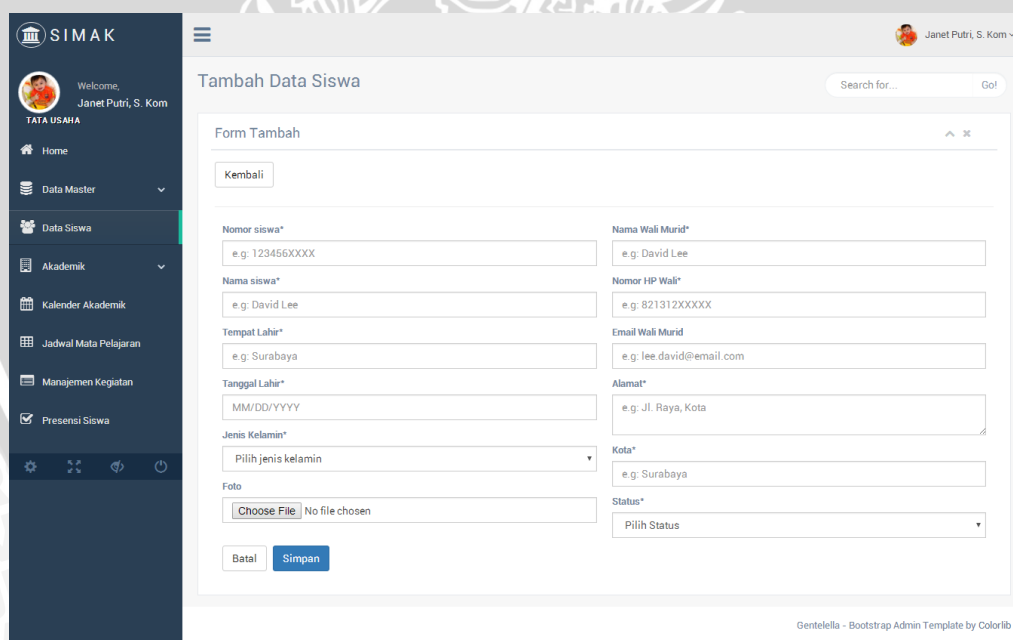 SIMAK
Janet Putri, S. Kom
Welcome,
Janet Putri, S. Kom
TATA USAHA
Home
Data Master
Data Siswa
Akademik
Kalender Akademik
Jadwal Mata Pelajaran
Manajemen Kegiatan
Presensi Siswa
Tambah Data Siswa
Search for...
Go!
Form Tambah
Kembali
Nomor siswa*
e.g: 123456XXXX
Nama siswa*
e.g: David Lee
Tempat Lahir*
e.g: Surabaya
Tanggal Lahir*
MM/DD/YYYY
Jenis Kelamin*
Pilih jenis kelamin
Foto
Choose File No file chosen
Batal Simpan
Nama Wali Murid*
e.g: David Lee
Nomor HP Wali*
e.g: 821312XXXXX
Email Wali Murid
e.g: lee.david@email.com
Alamat*
e.g: Jl. Raya, Kota
Kota*
e.g: Surabaya
Status*
Pilih Status
Gentelella - Bootstrap Admin Template by Colorlib